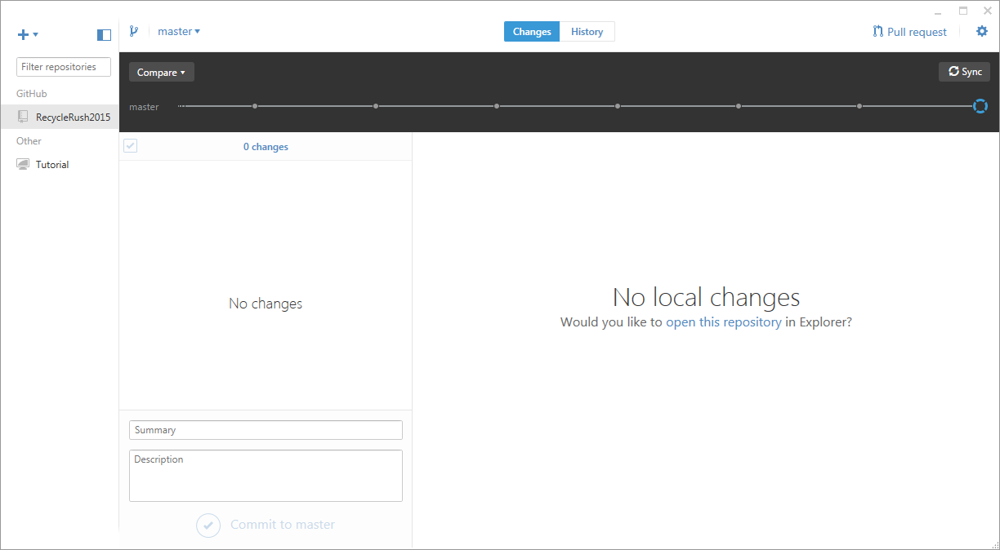 master
Changes
History
Pull request
Filter repositories
GitHub
RecycleRush2015
Other
Tutorial
Compare
Sync
master
0 changes
No changes
No local changes
Would you like to open this repository in Explorer?
Summary
Description
Commit to master